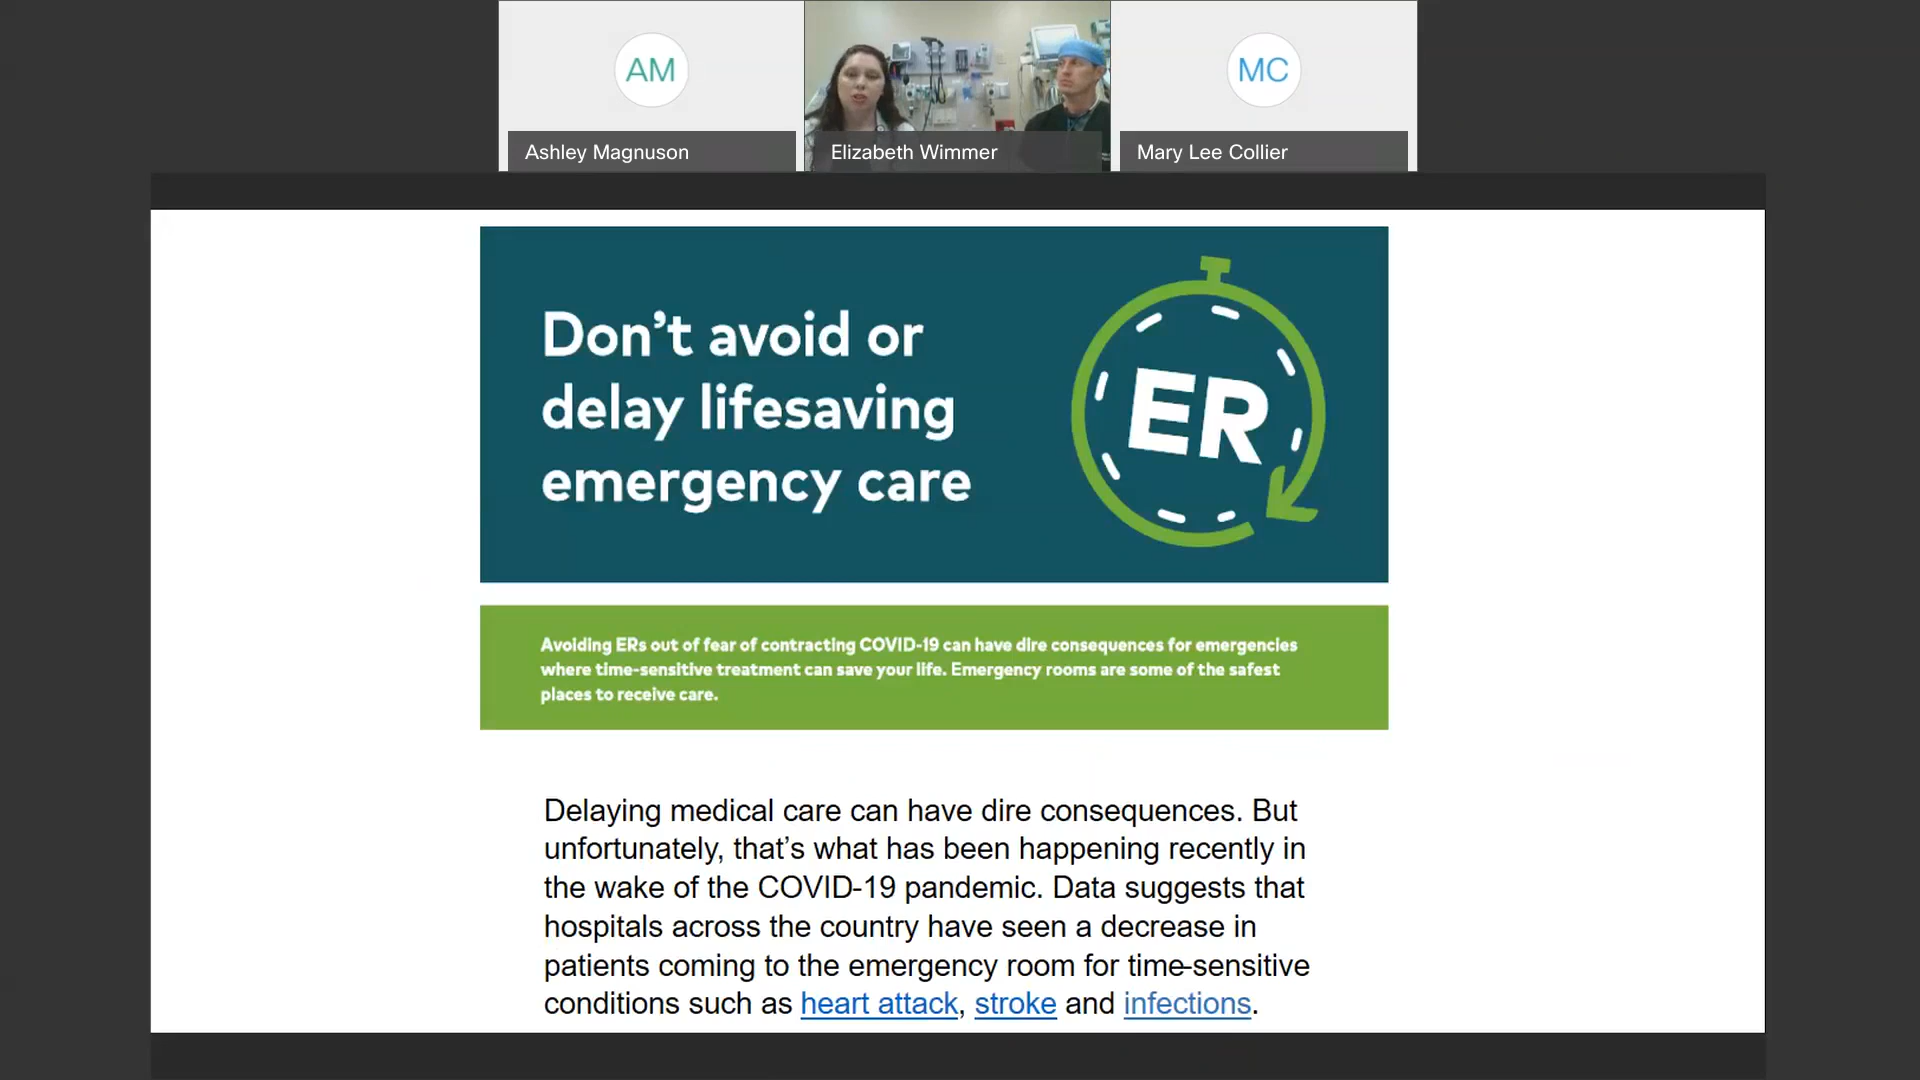 AM
MC
Ashley Magnuson
Elizabeth Wimmer
Mary Lee Collier
Don't avoid or
delay lifesaving
emergency care
ER
Avoiding ERs out of fear of contracting COVID-19 can have dire consequences for emergencies
where time-sensitive treatment can save your life. Emergency rooms are some of the safest
places to receive care.
Delaying medical care can have dire consequences. But
unfortunately, that's what has been happening recently in
the wake of the COVID-19 pandemic. Data suggests that
hospitals across the country have seen a decrease in
patients coming to the emergency room for time-sensitive
conditions such as heart attack, stroke and infections.